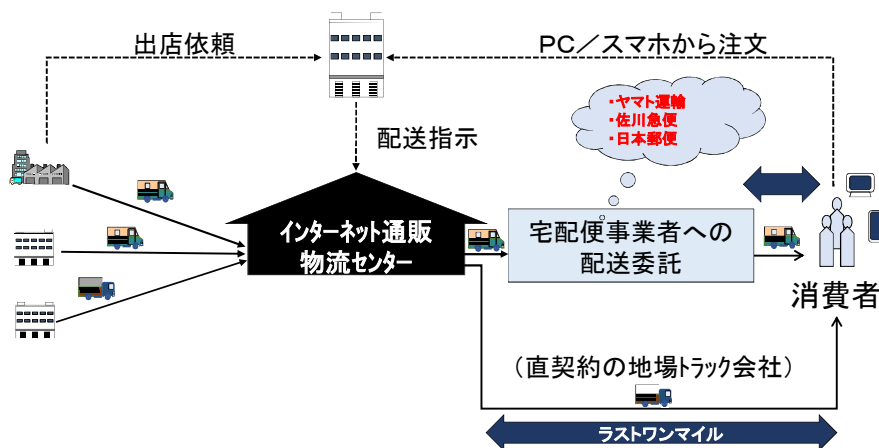 出店依頼
PC／スマホから注文
・ヤマト運輸
・佐川急便
・日本郵便
配送指示
インターネット通販
物流センター
宅配便事業者への
配送委託
消費者
（直契約の地場トラック会社）
ラストワンマイル